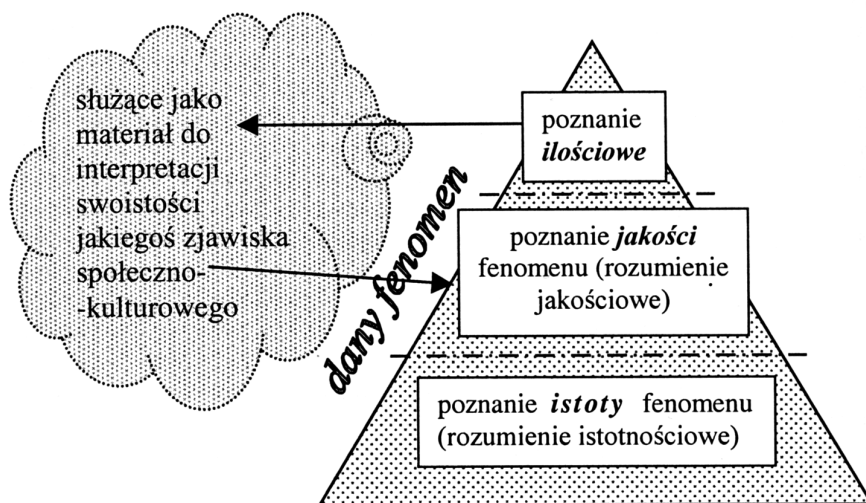 służące jako
materiał do
interpretacji
swoistości
jakiegoś zjawiska
społeczno-
-kulturowego
poznanie
ilościowe
dany fenomen
poznanie jakości
fenomenu (rozumienie
jakościowe)
poznanie istoty fenomenu
(rozumienie istotnościowe)